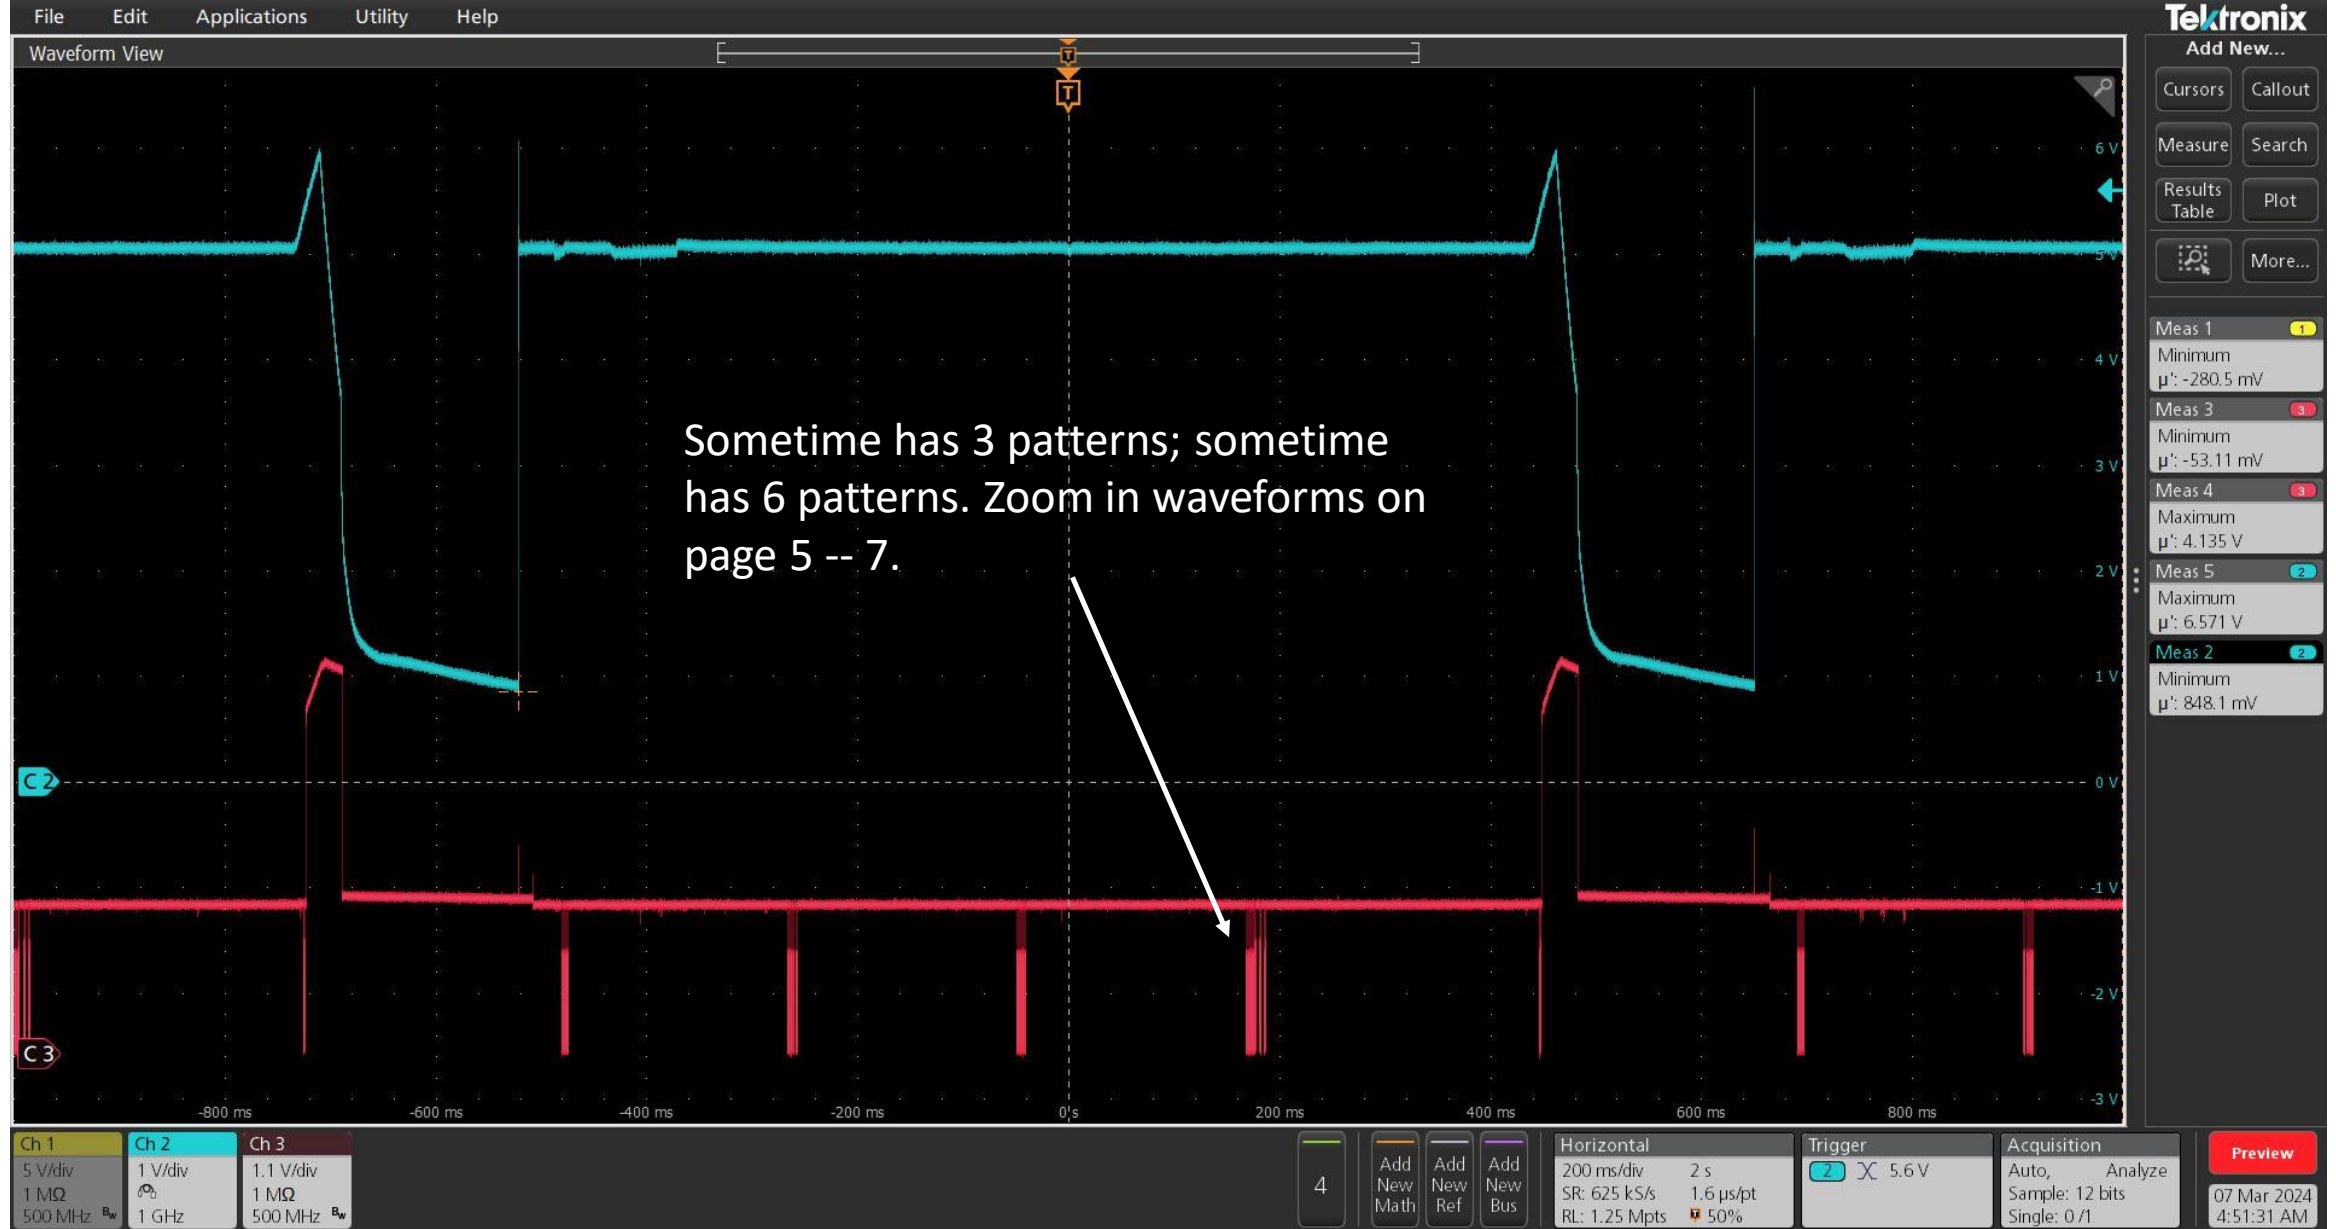 File Edit Applications Utility Help
Tektronix
Waveform View
Add New...
T
T
Cursors Callout
Measure Search
Results Table Plot
More...
6 V
5 V
4 V
3 V
2 V
1 V
0 V
-1 V
-2 V
-3 V
Sometime has 3 patterns; sometime
has 6 patterns. Zoom in waveforms on
page 5 -- 7.
C 2
C 3
Meas 1 1
Minimum
µ': -280.5 mV
Meas 3 3
Minimum
µ': -53.11 mV
Meas 4 3
Maximum
µ': 4.135 V
Meas 5 2
Maximum
µ': 6.571 V
Meas 2 2
Minimum
µ': 848.1 mV
-800 ms -600 ms -400 ms -200 ms 0 s 200 ms 400 ms 600 ms 800 ms
Ch 1
5 V/div
1 MΩ
500 MHz Bw
Ch 2
1 V/div
1 GHz
Ch 3
1.1 V/div
1 MΩ
500 MHz Bw
4
Add New Math
Add New Ref
Add New Bus
Horizontal
200 ms/div 2 s
SR: 625 kS/s 1.6 µs/pt
RL: 1.25 Mpts 50%
Trigger
2 5.6 V
Acquisition
Auto, Analyze
Sample: 12 bits
Single: 0 /1
Preview
07 Mar 2024
4:51:31 AM